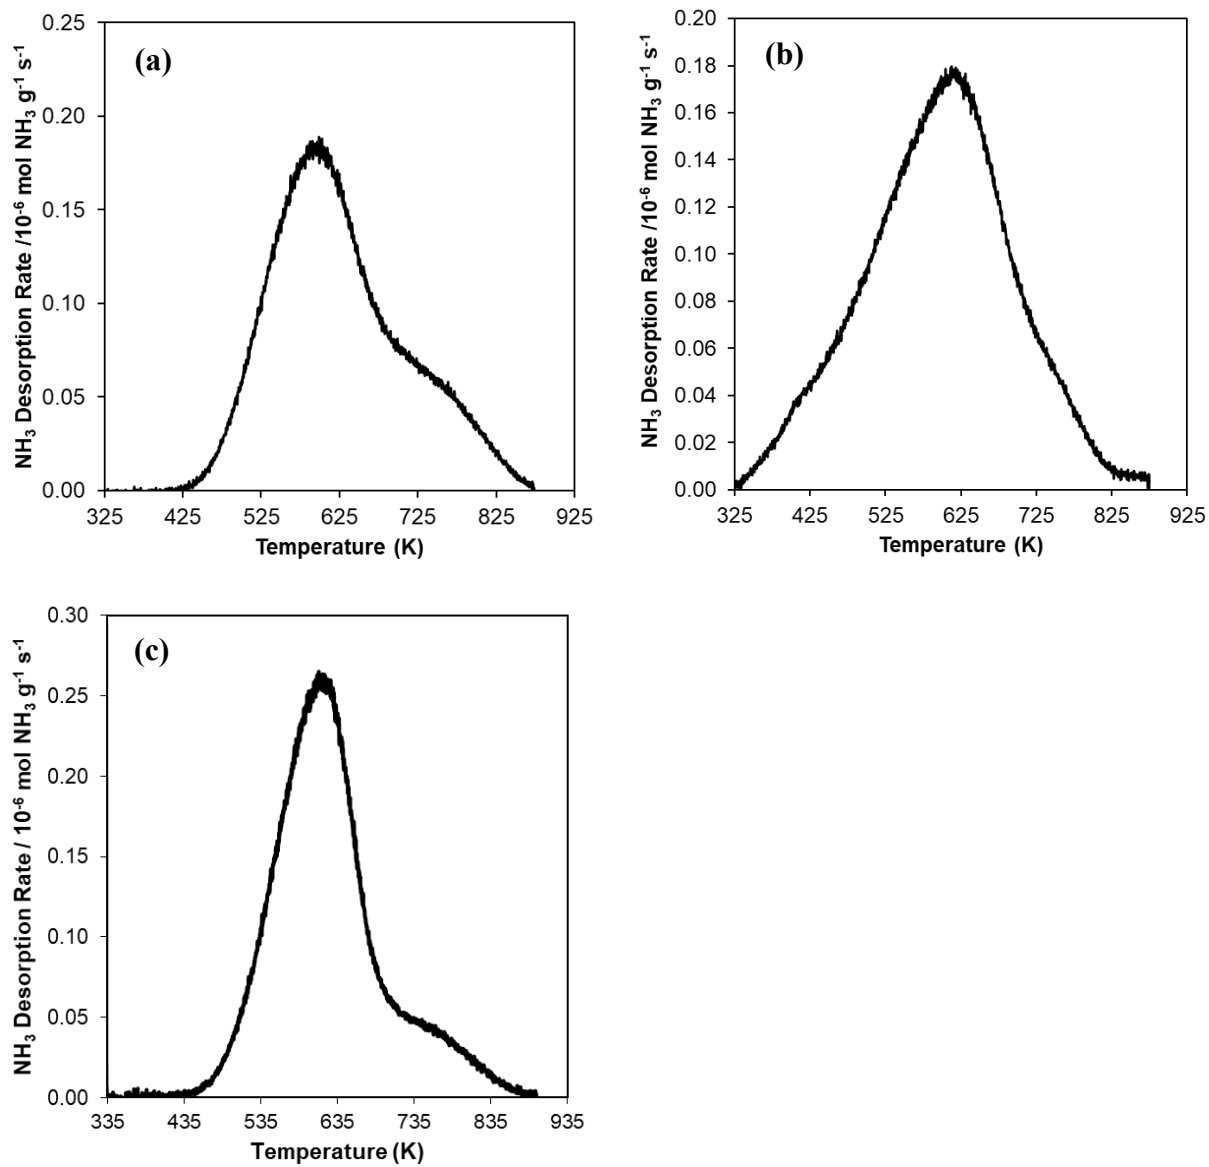 (a)
NH₃ Desorption Rate /10⁻⁶ mol NH₃ g⁻¹ s⁻¹
0.25
0.20
0.15
0.10
0.05
0.00
325 425 525 625 725 825 925
Temperature (K)
(b)
NH₃ Desorption Rate /10⁻⁶ mol NH₃ g⁻¹ s⁻¹
0.20
0.18
0.16
0.14
0.12
0.10
0.08
0.06
0.04
0.02
0.00
325 425 525 625 725 825 925
Temperature (K)
(c)
NH₃ Desorption Rate / 10⁻⁶ mol NH₃ g⁻¹ s⁻¹
0.30
0.25
0.20
0.15
0.10
0.05
0.00
335 435 535 635 735 835 935
Temperature (K)